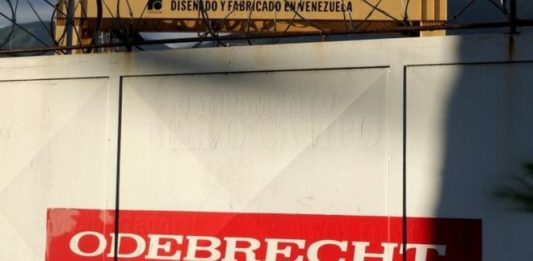 DISEÑADO Y FABRICADO EN VENEZUELA
CAMPAMENTO
BELLO CAMPO
ODEBRECHT